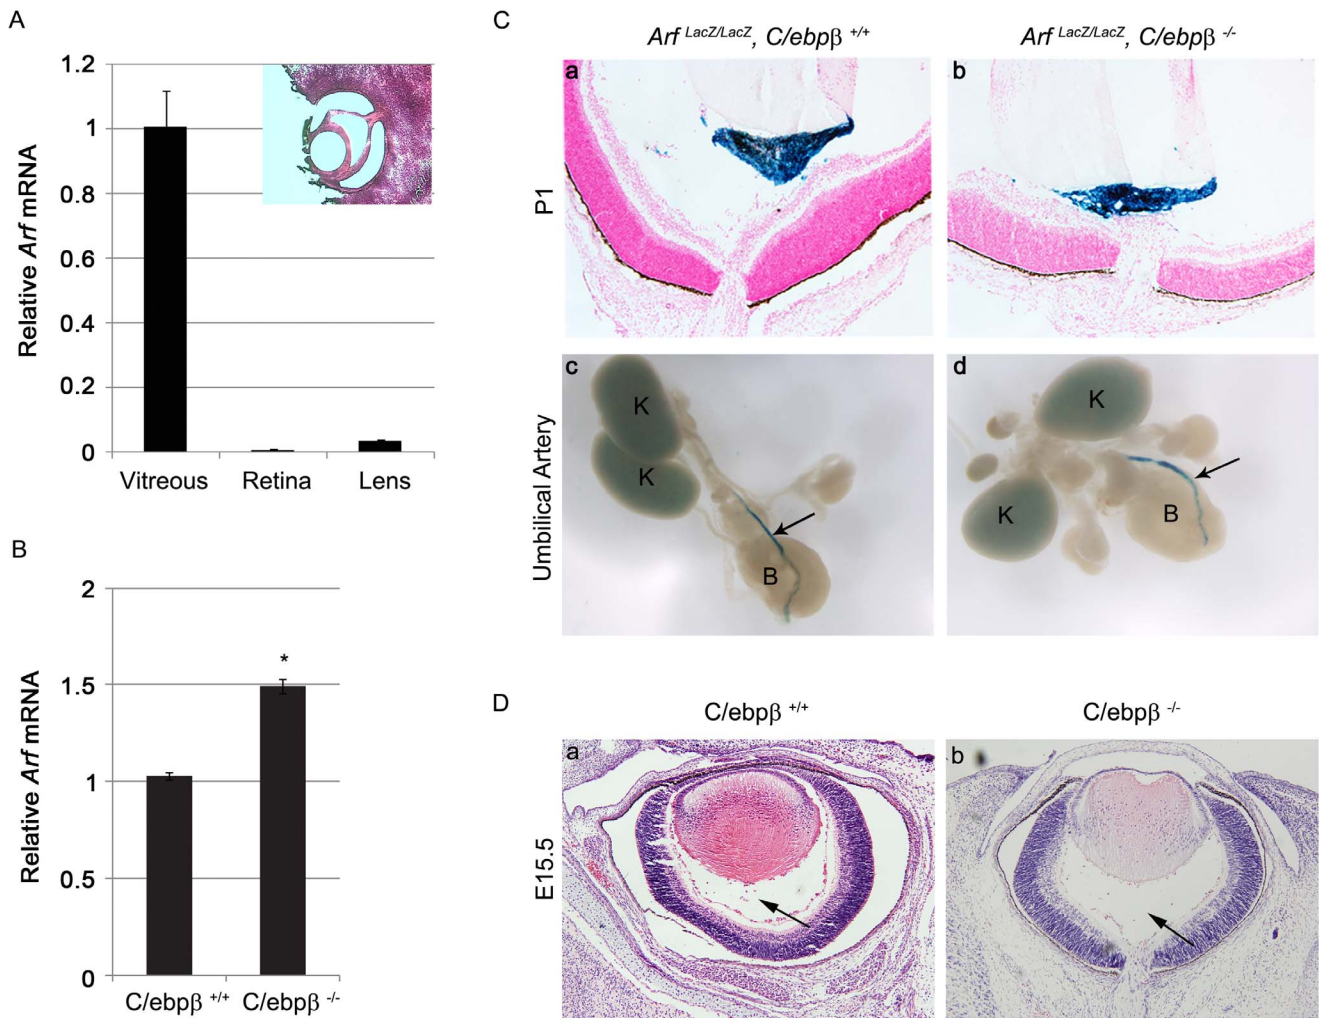 A
Relative Arf mRNA
1.2
1
0.8
0.6
0.4
0.2
0
Vitreous Retina Lens
B
Relative Arf mRNA
2
1.5
1
0.5
0
*
C/ebpβ +/+ C/ebpβ -/-
C
Arf LacZ/LacZ, C/ebpβ +/+ Arf LacZ/LacZ, C/ebpβ -/-
P1
a b
Umbilical Artery
c d
K K
K K
B B
D
C/ebpβ +/+ C/ebpβ -/-
E15.5
a b